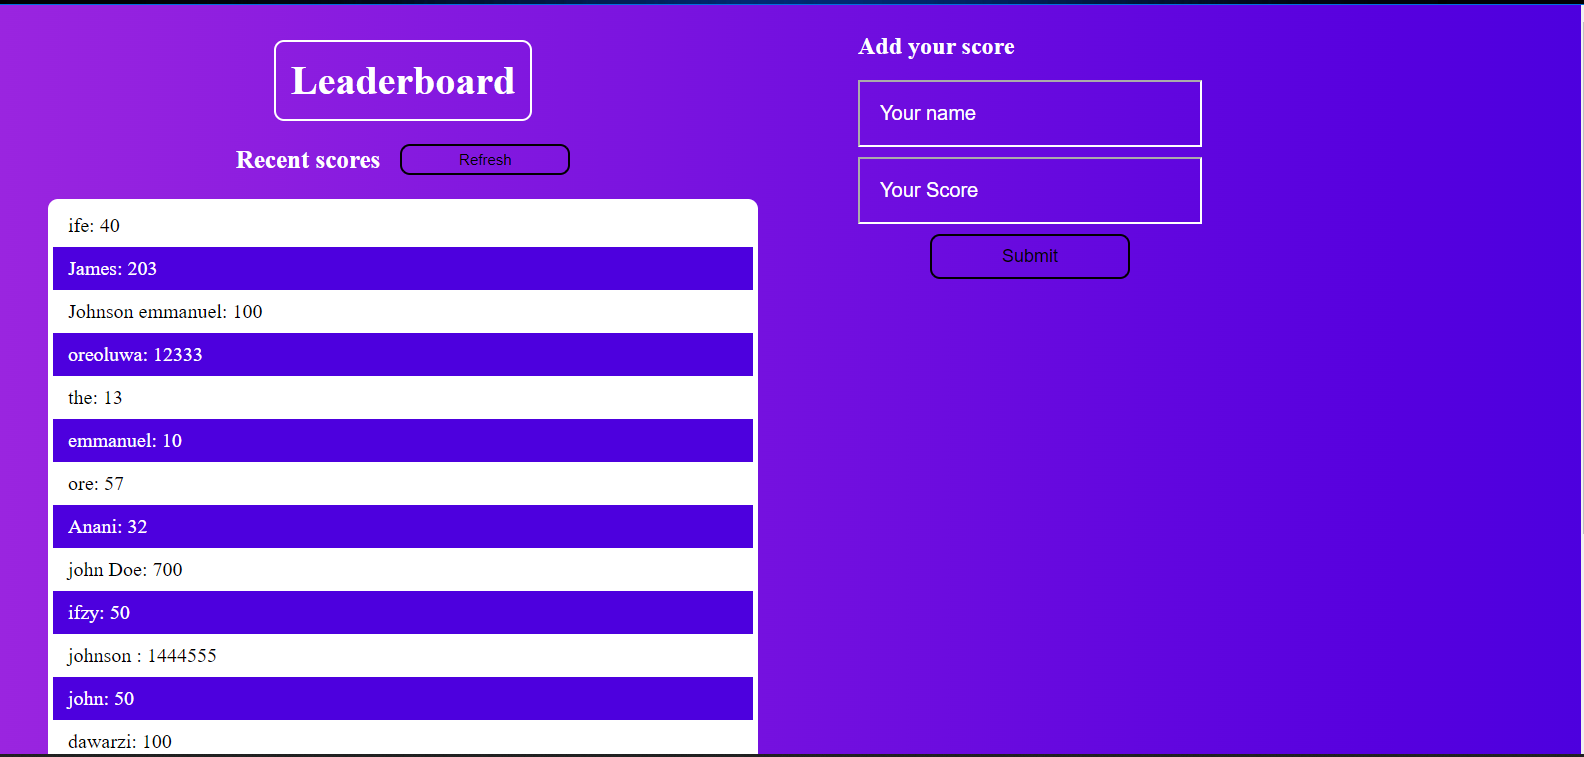 Leaderboard
Recent scores Refresh
ife: 40
James: 203
Johnson emmanuel: 100
oreoluwa: 12333
the: 13
emmanuel: 10
ore: 57
Anani: 32
john Doe: 700
ifzy: 50
johnson : 1444555
john: 50
dawarzi: 100
Add your score
Your name
Your Score
Submit